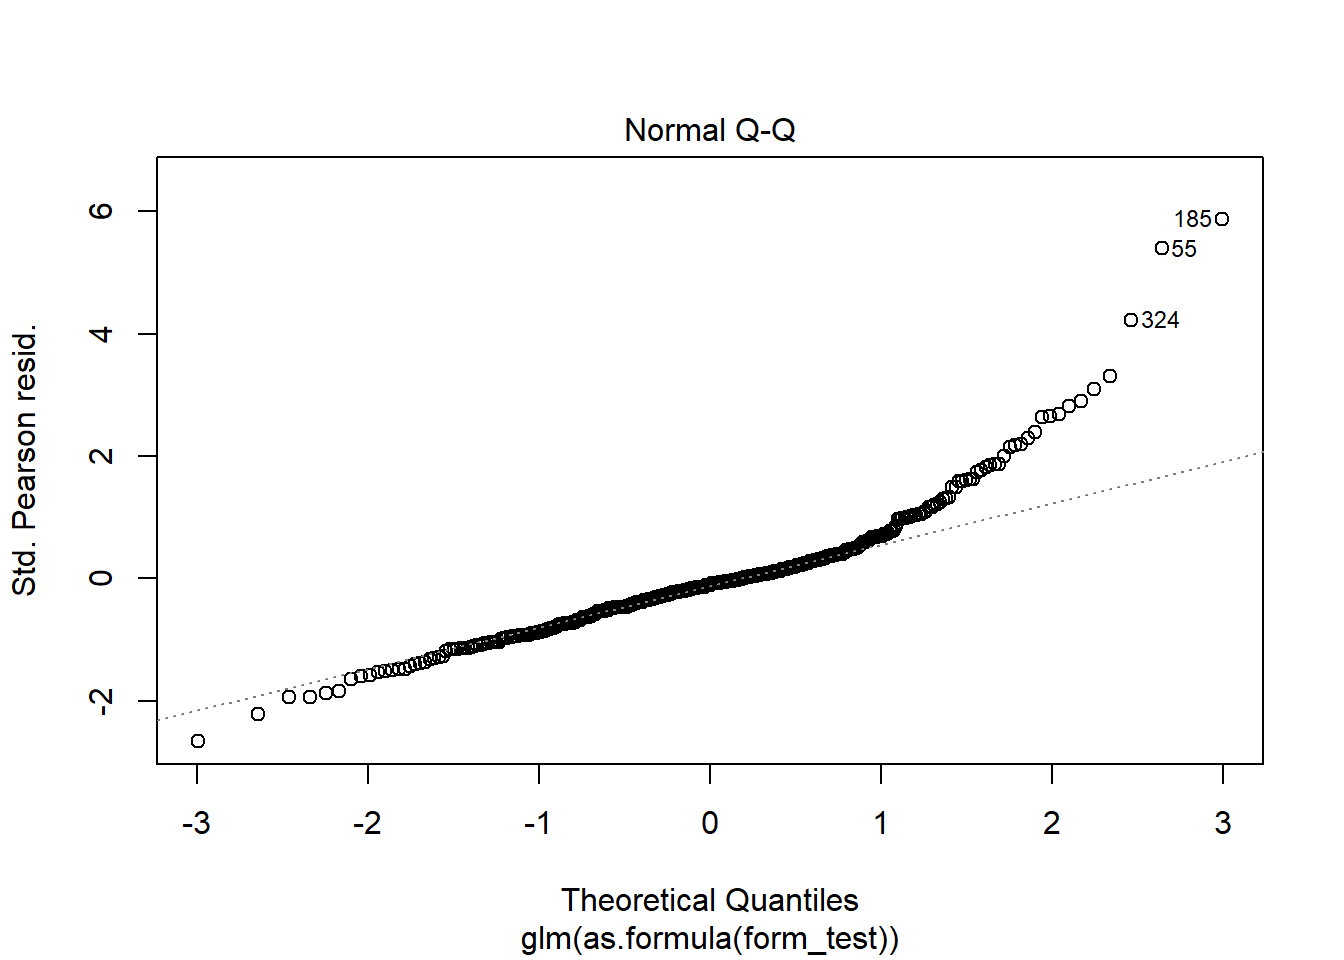 Normal Q-Q
6
4
2
0
-2
Std. Pearson resid.
185
55
324
-3 -2 -1 0 1 2 3
Theoretical Quantiles
glm(as.formula(form_test))